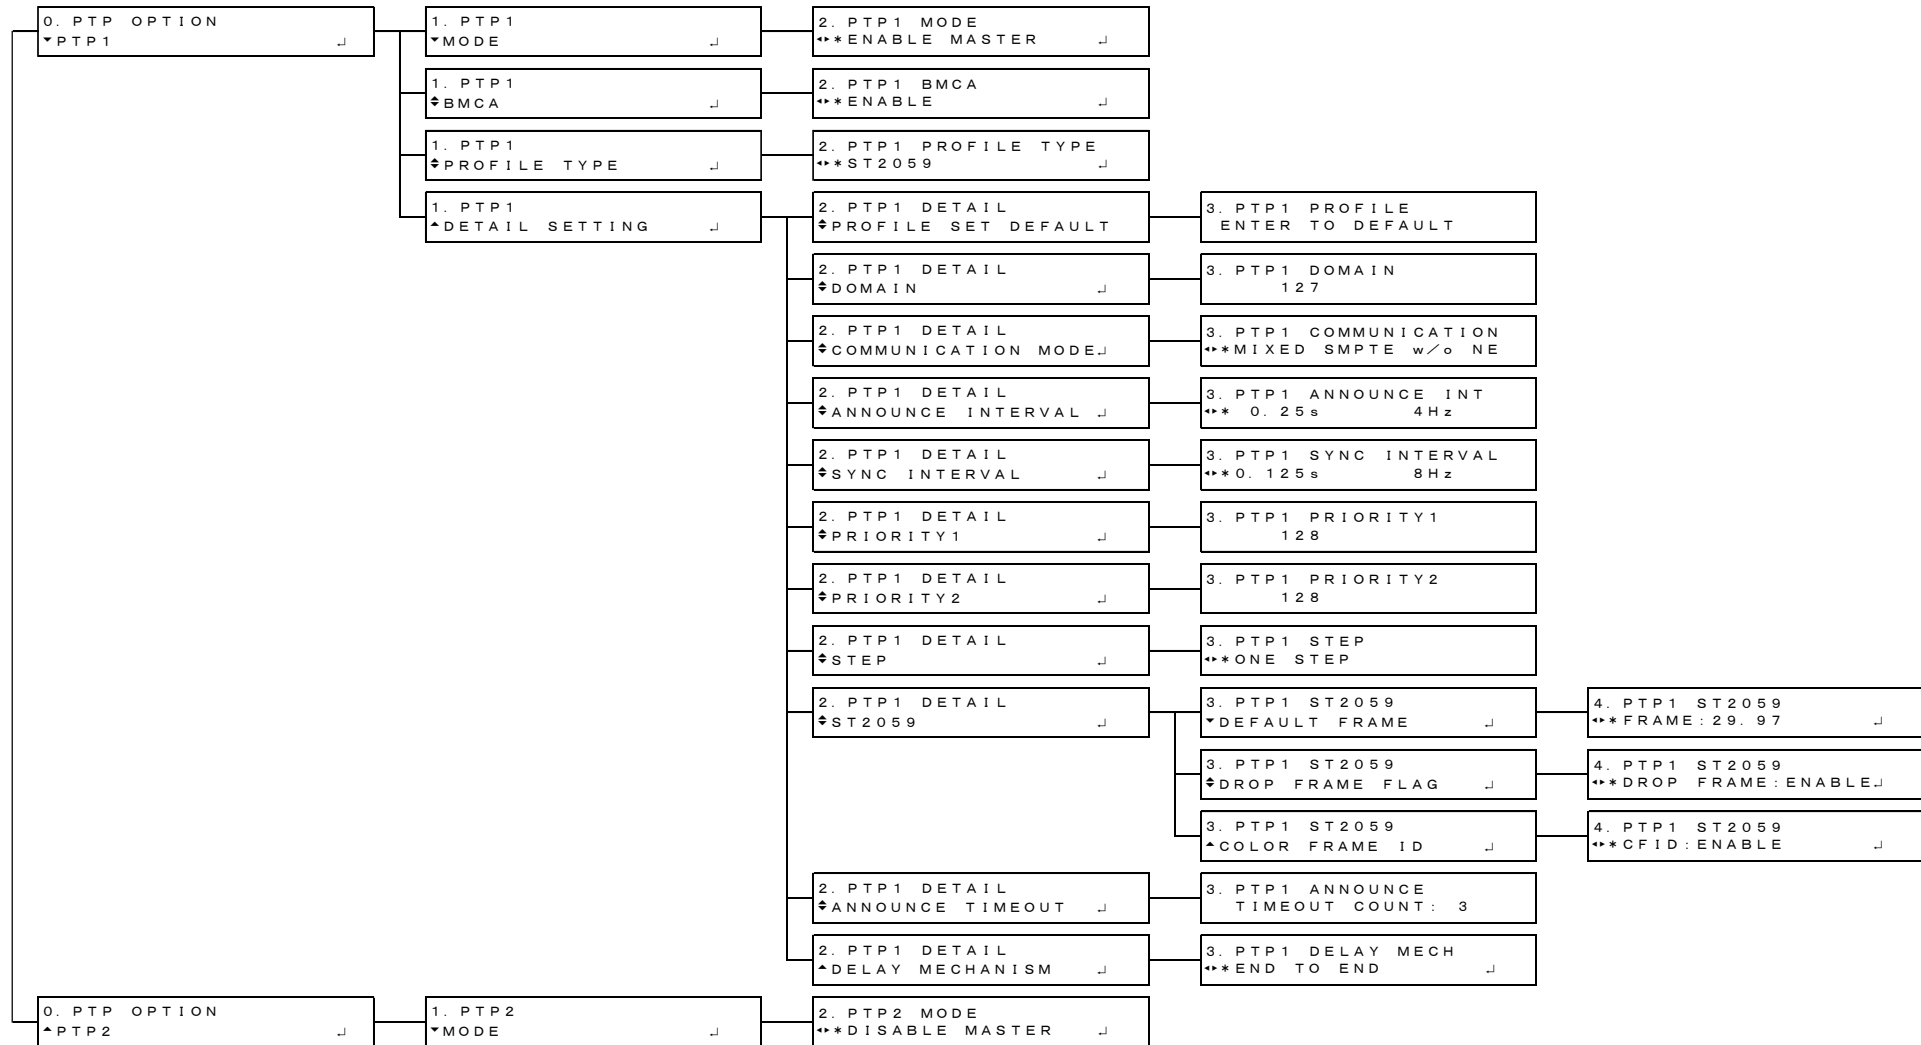 0. PTP OPTION
PTP1 ↵
1. PTP1
MODE ↵
2. PTP1 MODE
*ENABLE MASTER ↵
1. PTP1
BMCA ↵
2. PTP1 BMCA
*ENABLE ↵
1. PTP1
PROFILE TYPE ↵
2. PTP1 PROFILE TYPE
*ST2059 ↵
1. PTP1
DETAIL SETTING ↵
2. PTP1 DETAIL
PROFILE SET DEFAULT
3. PTP1 PROFILE
ENTER TO DEFAULT
2. PTP1 DETAIL
DOMAIN ↵
3. PTP1 DOMAIN
127
2. PTP1 DETAIL
COMMUNICATION MODE↵
3. PTP1 COMMUNICATION
*MIXED SMPTE w/o NE
2. PTP1 DETAIL
ANNOUNCE INTERVAL ↵
3. PTP1 ANNOUNCE INT
* 0.25s 4Hz
2. PTP1 DETAIL
SYNC INTERVAL ↵
3. PTP1 SYNC INTERVAL
*0.125s 8Hz
2. PTP1 DETAIL
PRIORITY1 ↵
3. PTP1 PRIORITY1
128
2. PTP1 DETAIL
PRIORITY2 ↵
3. PTP1 PRIORITY2
128
2. PTP1 DETAIL
STEP ↵
3. PTP1 STEP
*ONE STEP
2. PTP1 DETAIL
ST2059 ↵
3. PTP1 ST2059
DEFAULT FRAME ↵
4. PTP1 ST2059
*FRAME:29.97 ↵
3. PTP1 ST2059
DROP FRAME FLAG ↵
4. PTP1 ST2059
*DROP FRAME:ENABLE↵
3. PTP1 ST2059
COLOR FRAME ID ↵
4. PTP1 ST2059
*CFID:ENABLE ↵
2. PTP1 DETAIL
ANNOUNCE TIMEOUT ↵
3. PTP1 ANNOUNCE
TIMEOUT COUNT: 3
2. PTP1 DETAIL
DELAY MECHANISM ↵
3. PTP1 DELAY MECH
*END TO END ↵
0. PTP OPTION
PTP2 ↵
1. PTP2
MODE ↵
2. PTP2 MODE
*DISABLE MASTER ↵